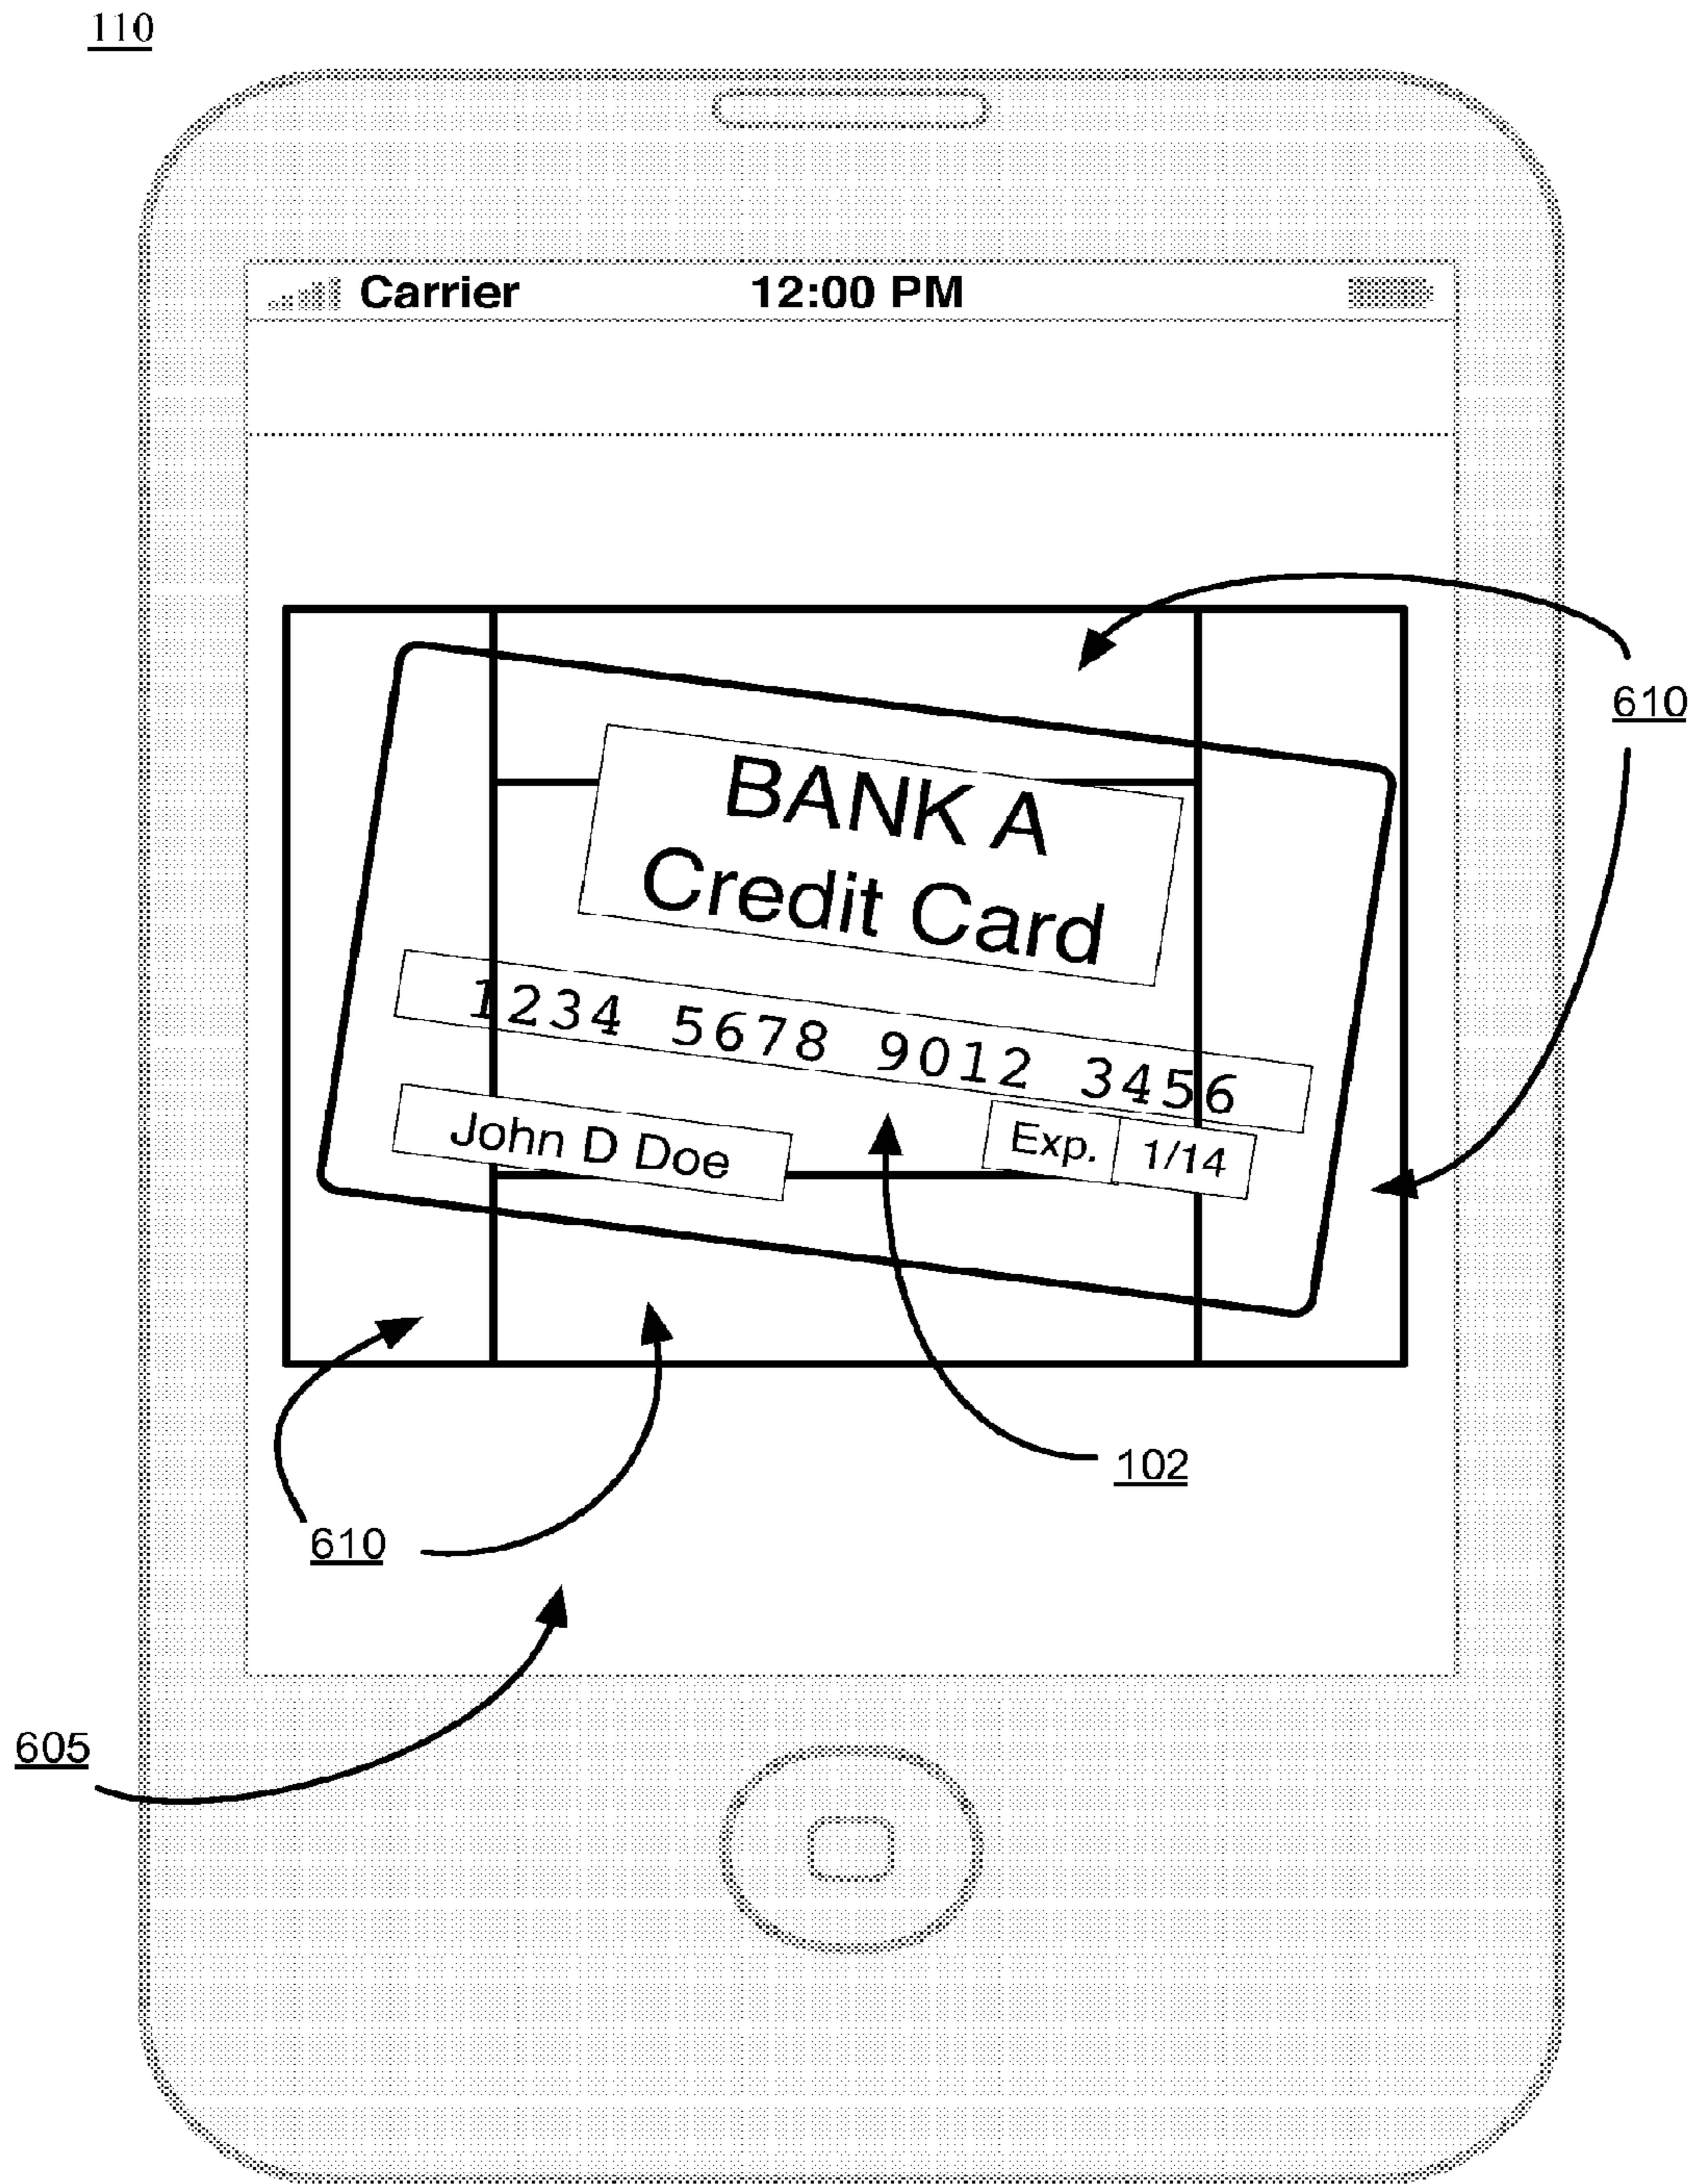 110
Carrier 12:00 PM
610
BANK A
Credit Card
1234 5678 9012 3456
John D Doe Exp. 1/14
102
610
605